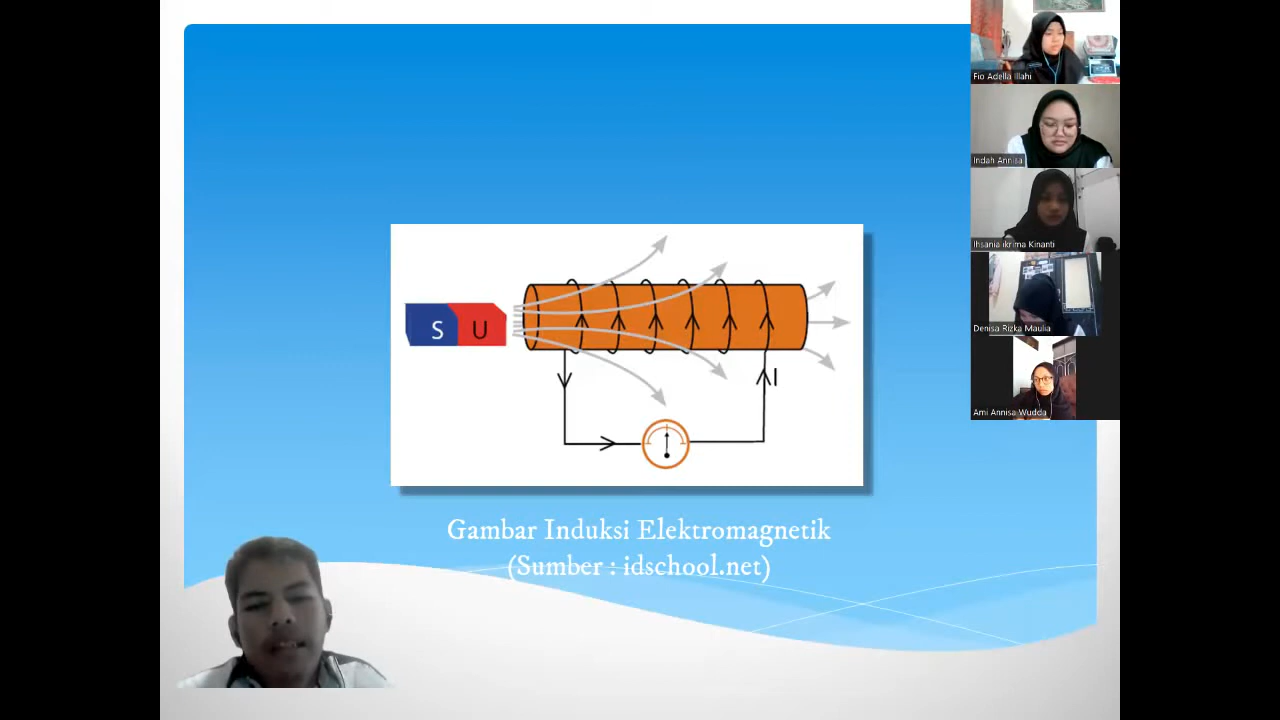 S U
I
Gambar Induksi Elektromagnetik
(Sumber : idschool.net)
Fio Adella Illahi
Indah Annisa
Ihsania ikrima Kinanti
Denisa Rizka Maulia
Ami Annisa Wudda